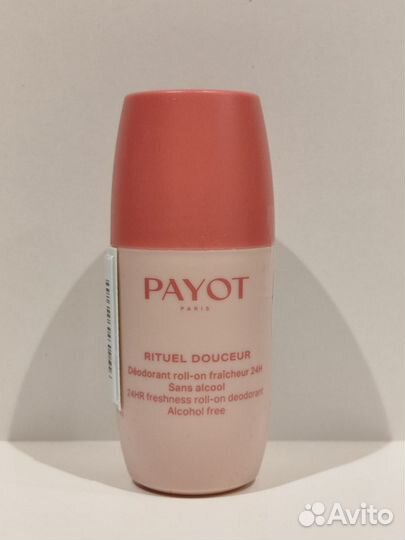 PAYOT
PARIS
RITUEL DOUCEUR
Déodorant roll-on fraîcheur 24H
Sans alcool
24HR freshness roll-on deodorant
Alcohol free
Avito